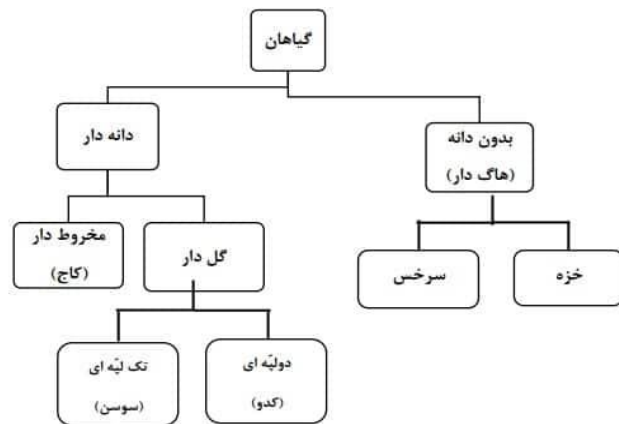 گیاهان
بدون دانه
(هاگ دار)
دانه دار
خزه
سرخس
گل دار
مخروط دار
(کاج)
دولپّه ای
(کدو)
تک لپّه ای
(سوسن)